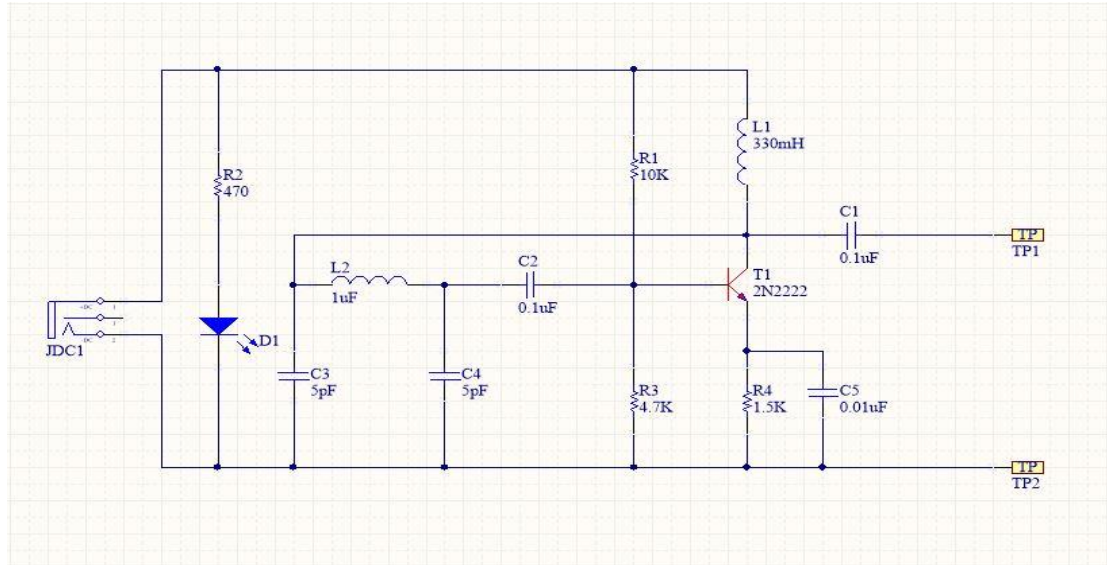 L1
330mH
R1
10K
R2
470
C1
0.1uF
TP
TP1
T1
2N2222
L2
1uF
C2
0.1uF
D1
JDC1
C3
5pF
C4
5pF
R3
4.7K
R4
1.5K
C5
0.01uF
TP
TP2